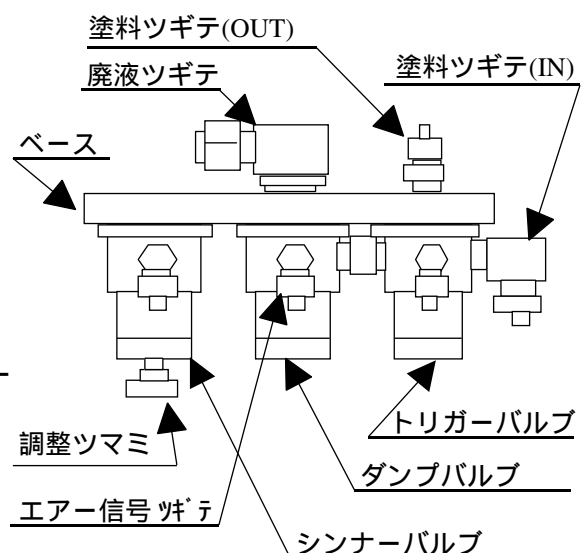 塗料ツギテ(OUT)
廃液ツギテ
塗料ツギテ(IN)
ベース
調整ツマミ
トリガーバルブ
ダンプバルブ
エアー信号 ﾂｷﾞﾃ
シンナーバルブ